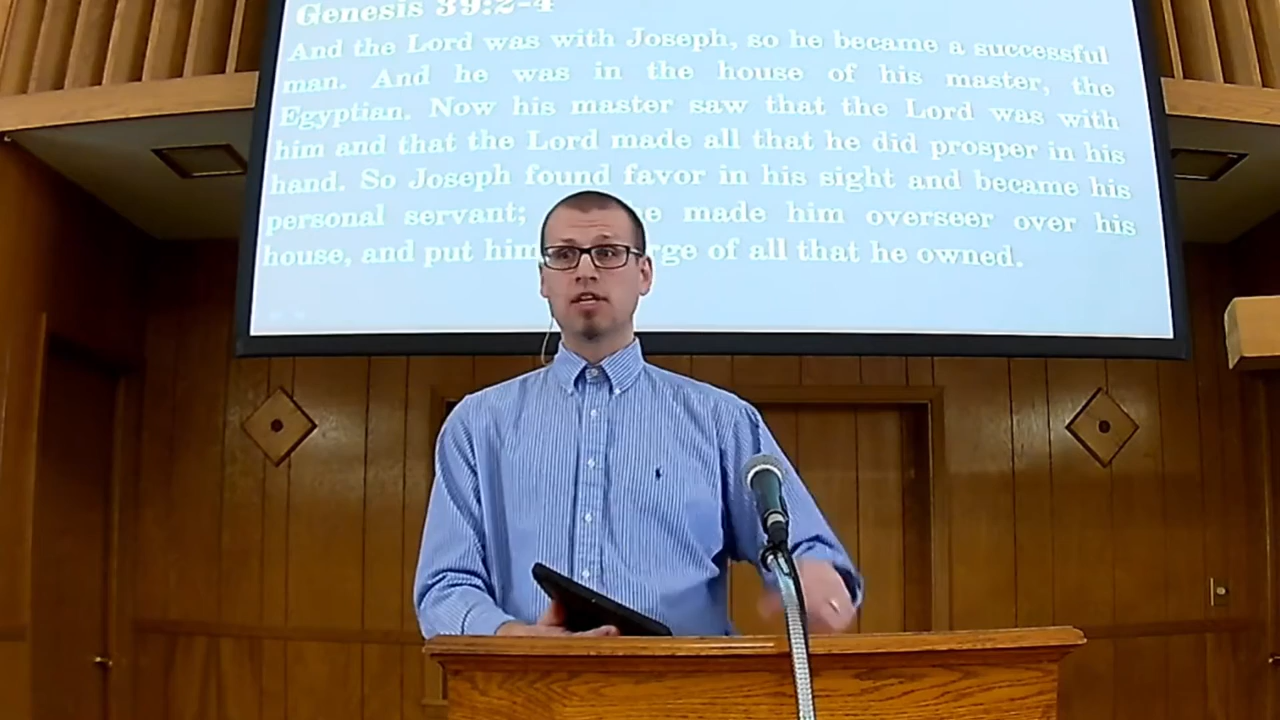 Genesis 39:2-4
And the Lord was with Joseph, so he became a successful
man. And he was in the house of his master, the
Egyptian. Now his master saw that the Lord was with
him and that the Lord made all that he did prosper in his
hand. So Joseph found favor in his sight and became his
personal servant; he made him overseer over his
house, and put him rge of all that he owned.